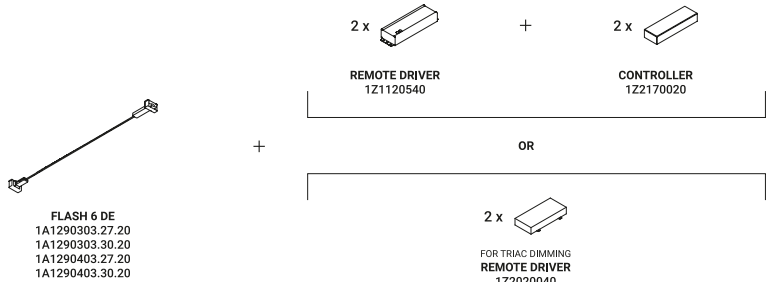 2 x
+
2 x
REMOTE DRIVER
1Z1120540
CONTROLLER
1Z2170020
+
OR
FLASH 6 DE
1A1290303.27.20
1A1290303.30.20
1A1290403.27.20
1A1290403.30.20
2 x
FOR TRIAC DIMMING
REMOTE DRIVER
1Z2020040